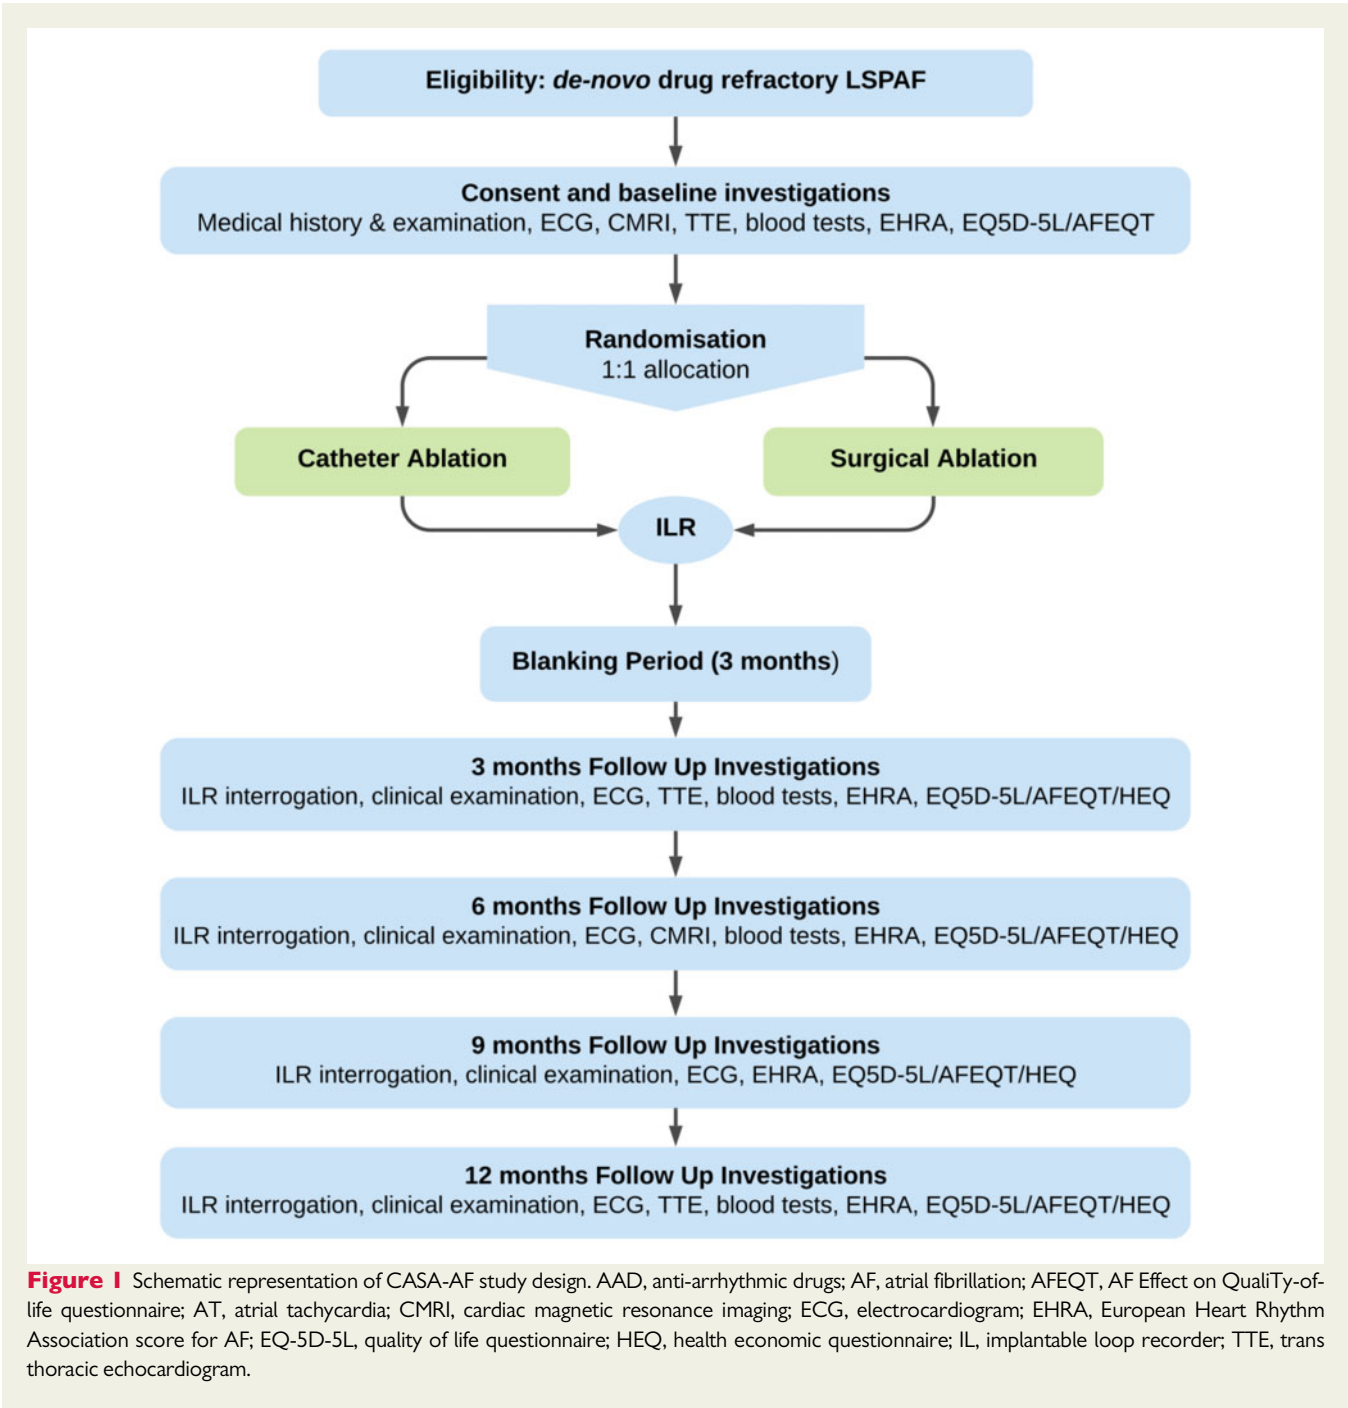 Eligibility: de-novo drug refractory LSPAF
Consent and baseline investigations
Medical history & examination, ECG, CMRI, TTE, blood tests, EHRA, EQ5D-5L/AFEQT
Randomisation
1:1 allocation
Catheter Ablation
Surgical Ablation
ILR
Blanking Period (3 months)
3 months Follow Up Investigations
ILR interrogation, clinical examination, ECG, TTE, blood tests, EHRA, EQ5D-5L/AFEQT/HEQ
6 months Follow Up Investigations
ILR interrogation, clinical examination, ECG, CMRI, blood tests, EHRA, EQ5D-5L/AFEQT/HEQ
9 months Follow Up Investigations
ILR interrogation, clinical examination, ECG, EHRA, EQ5D-5L/AFEQT/HEQ
12 months Follow Up Investigations
ILR interrogation, clinical examination, ECG, TTE, blood tests, EHRA, EQ5D-5L/AFEQT/HEQ
Figure 1 Schematic representation of CASA-AF study design. AAD, anti-arrhythmic drugs; AF, atrial fibrillation; AFEQT, AF Effect on QualiTy-of-
life questionnaire; AT, atrial tachycardia; CMRI, cardiac magnetic resonance imaging; ECG, electrocardiogram; EHRA, European Heart Rhythm
Association score for AF; EQ-5D-5L, quality of life questionnaire; HEQ, health economic questionnaire; IL, implantable loop recorder; TTE, trans
thoracic echocardiogram.